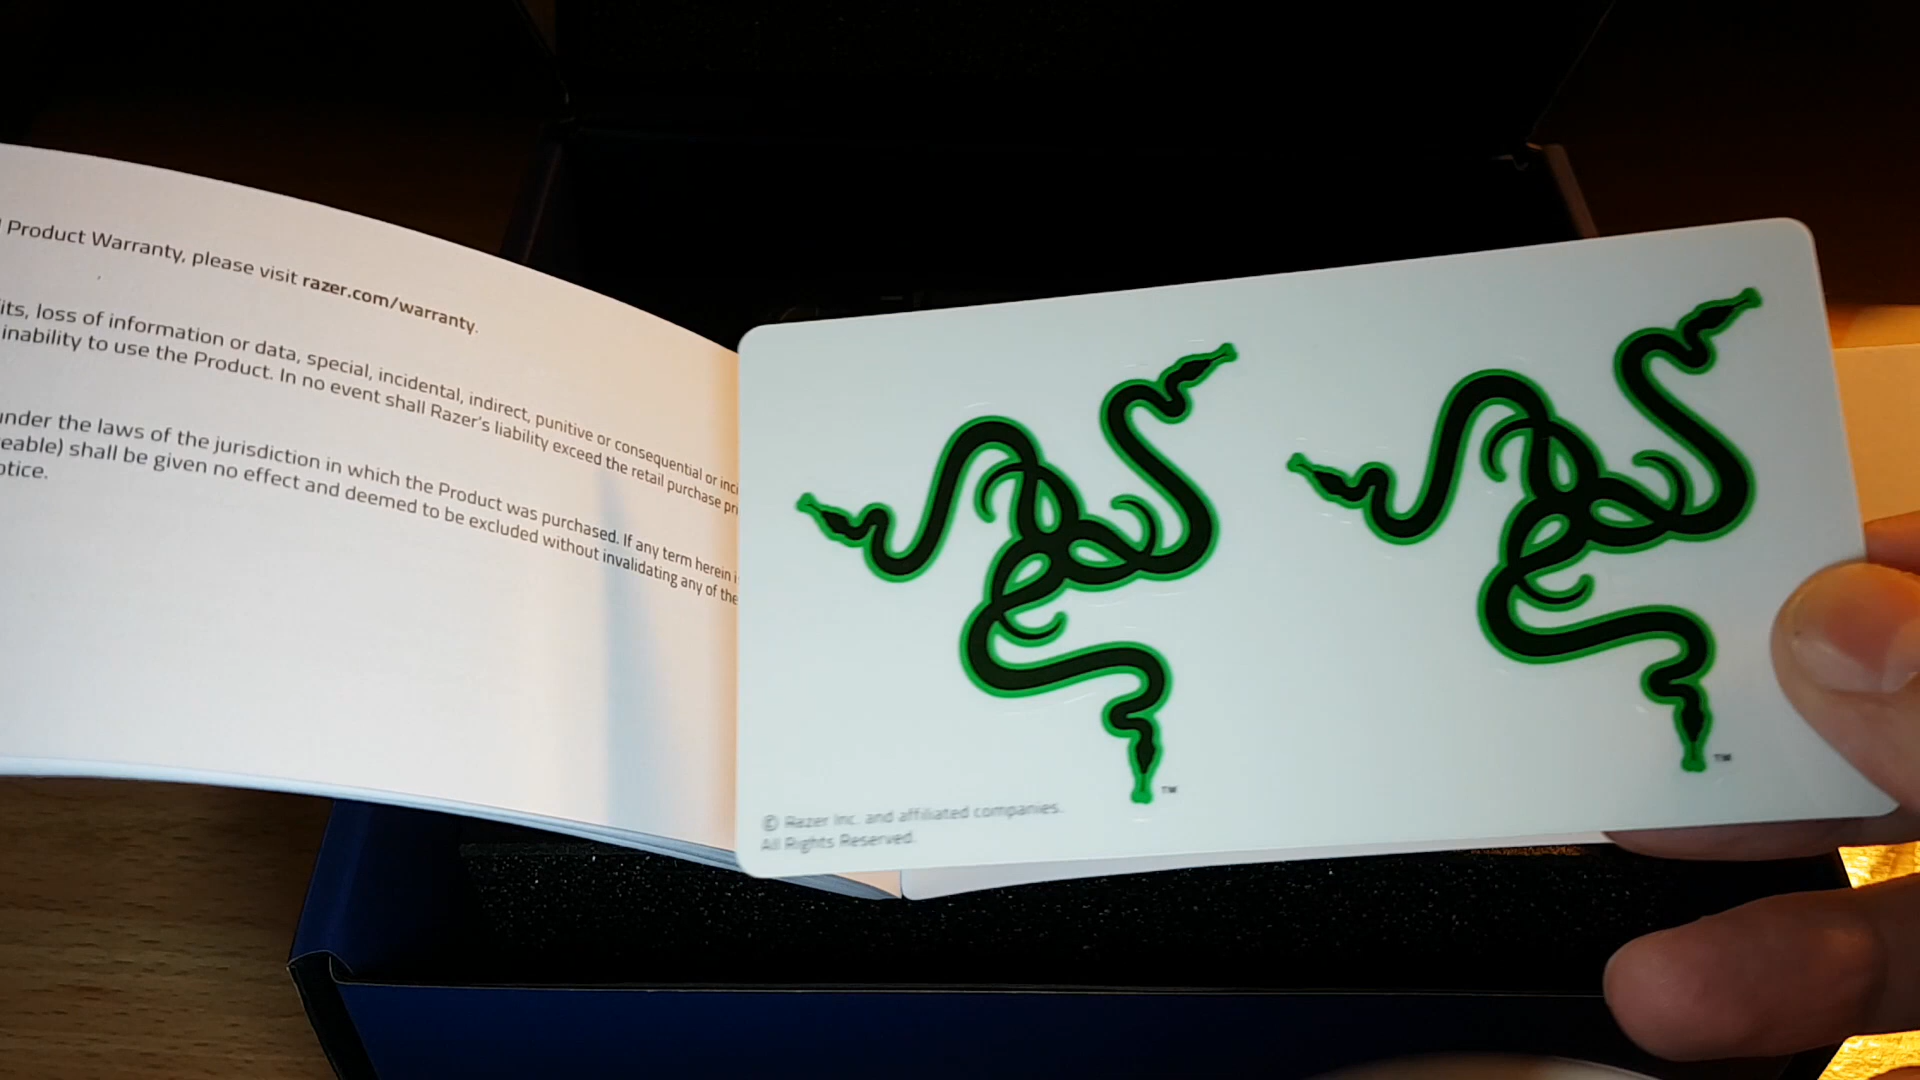 Product Warranty, please visit razer.com/warranty.
its, loss of information or data, special, incidental, indirect, punitive or consequential or inci
inability to use the Product. In no event shall Razer's liability exceed the retail purchase pri
under the laws of the jurisdiction in which the Product was purchased. If any term herein i
eable) shall be given no effect and deemed to be excluded without invalidating any of the
otice.
TM
TM
© Razer Inc. and affiliated companies.
All Rights Reserved.